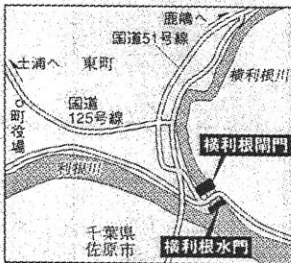 鹿嶋へ
国道51号線
土浦へ
東町
横利根川
町役場
国道
125号線
横利根閘門
利根川
千葉県
佐原市
横利根水門